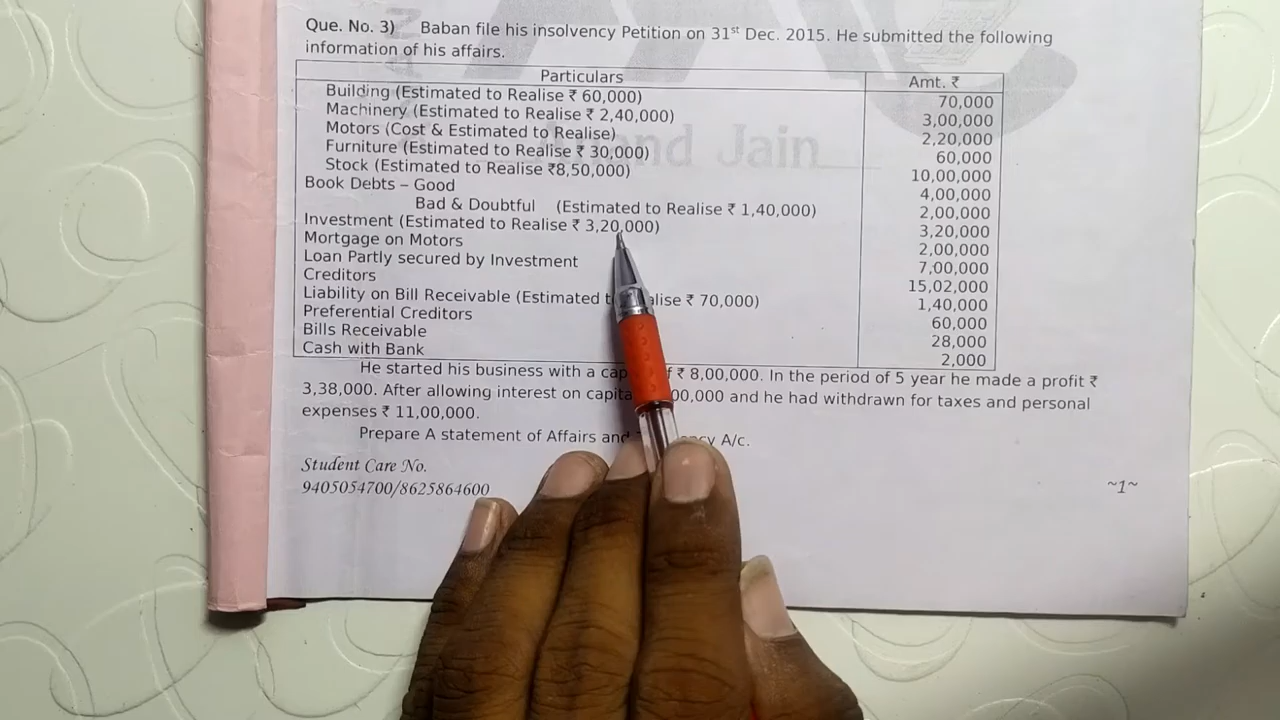 Que. No. 3) Baban file his insolvency Petition on 31st Dec. 2015. He submitted the following
information of his affairs.
Particulars Amt. ₹
Building (Estimated to Realise ₹ 60,000) 70,000
Machinery (Estimated to Realise ₹ 2,40,000) 3,00,000
Motors (Cost & Estimated to Realise) 2,20,000
Furniture (Estimated to Realise ₹ 30,000) 60,000
Stock (Estimated to Realise ₹8,50,000) 10,00,000
Book Debts – Good 4,00,000
Bad & Doubtful (Estimated to Realise ₹ 1,40,000) 2,00,000
Investment (Estimated to Realise ₹ 3,20,000) 3,20,000
Mortgage on Motors 2,00,000
Loan Partly secured by Investment 7,00,000
Creditors 15,02,000
Liability on Bill Receivable (Estimated ₹ 70,000) 1,40,000
Preferential Creditors 60,000
Bills Receivable 28,000
Cash with Bank 2,000
He started his business with a ₹ 8,00,000. In the period of 5 year he made a profit ₹
3,38,000. After allowing interest on and he had withdrawn for taxes and personal
expenses ₹ 11,00,000.
Prepare A statement of Affairs and A/c.
Student Care No.
9405054700/8625864600
~1~
Jain